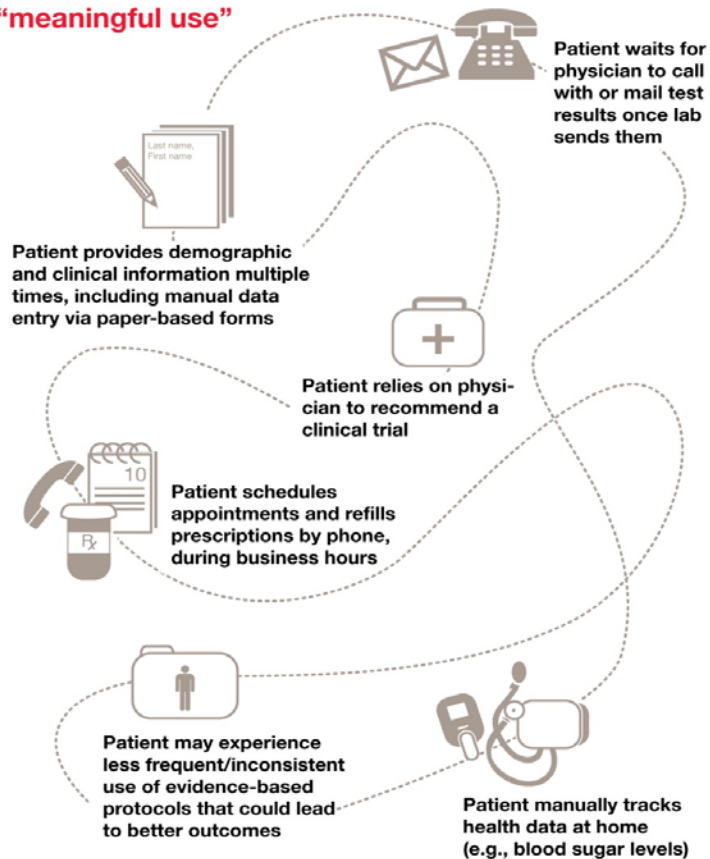 "meaningful use"
Patient waits for
physician to call
with or mail test
results once lab
sends them
Last name,
First name
Patient provides demographic
and clinical information multiple
times, including manual data
entry via paper-based forms
Patient relies on physi-
cian to recommend a
clinical trial
10
Rx
Patient schedules
appointments and refills
prescriptions by phone,
during business hours
Patient may experience
less frequent/inconsistent
use of evidence-based
protocols that could lead
to better outcomes
Patient manually tracks
health data at home
(e.g., blood sugar levels)